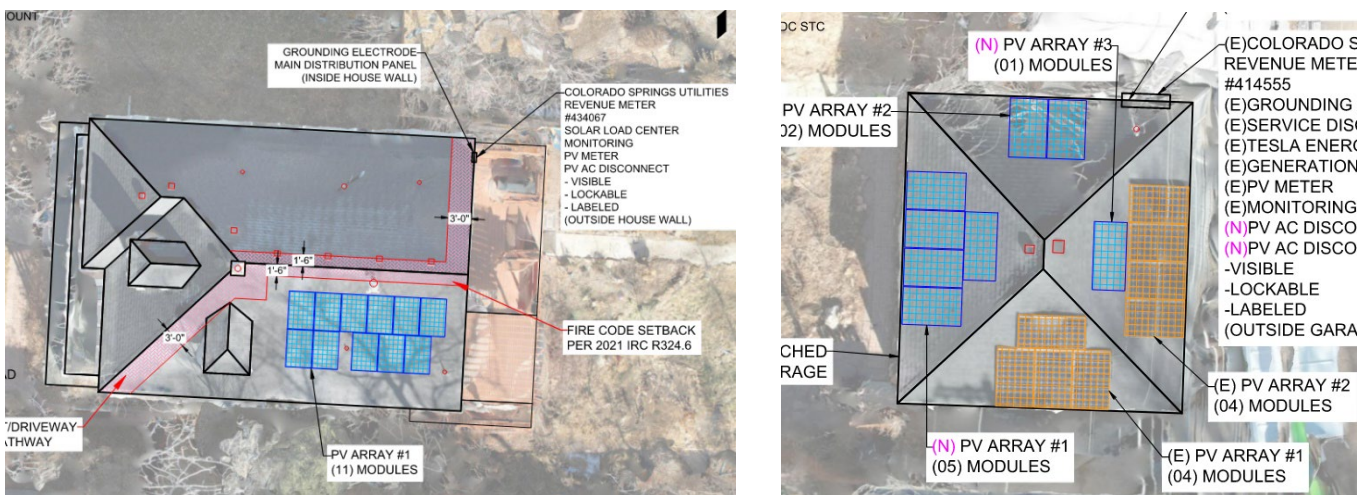 OUNT
GROUNDING ELECTRODE
MAIN DISTRIBUTION PANEL
(INSIDE HOUSE WALL)
COLORADO SPRINGS UTILITIES
REVENUE METER
#434067
SOLAR LOAD CENTER
MONITORING
PV METER
PV AC DISCONNECT
- VISIBLE
- LOCKABLE
- LABELED
(OUTSIDE HOUSE WALL)
3'-0"
1'-6"
1'-6"
3'-0"
FIRE CODE SETBACK
PER 2021 IRC R324.6
AD
T/DRIVEWAY
ATHWAY
PV ARRAY #1
(11) MODULES
DC STC
(N) PV ARRAY #3
(01) MODULES
PV ARRAY #2
02) MODULES
(E)COLORADO S
REVENUE METE
#414555
(E)GROUNDING
(E)SERVICE DISC
(E)TESLA ENERG
(E)GENERATION
(E)PV METER
(E)MONITORING
(N)PV AC DISCO
(N)PV AC DISCO
-VISIBLE
-LOCKABLE
-LABELED
(OUTSIDE GARA
CHED
RAGE
(E) PV ARRAY #2
(04) MODULES
(N) PV ARRAY #1
(05) MODULES
(E) PV ARRAY #1
(04) MODULES